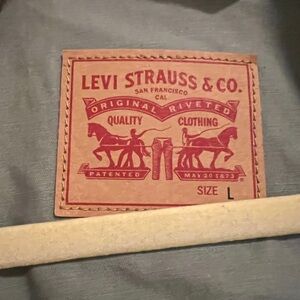 LEVI STRAUSS & CO.
SAN FRANCISCO
CAL.
ORIGINAL RIVETED
QUALITY CLOTHING
PATENTED MAY 20 1873
SIZE L